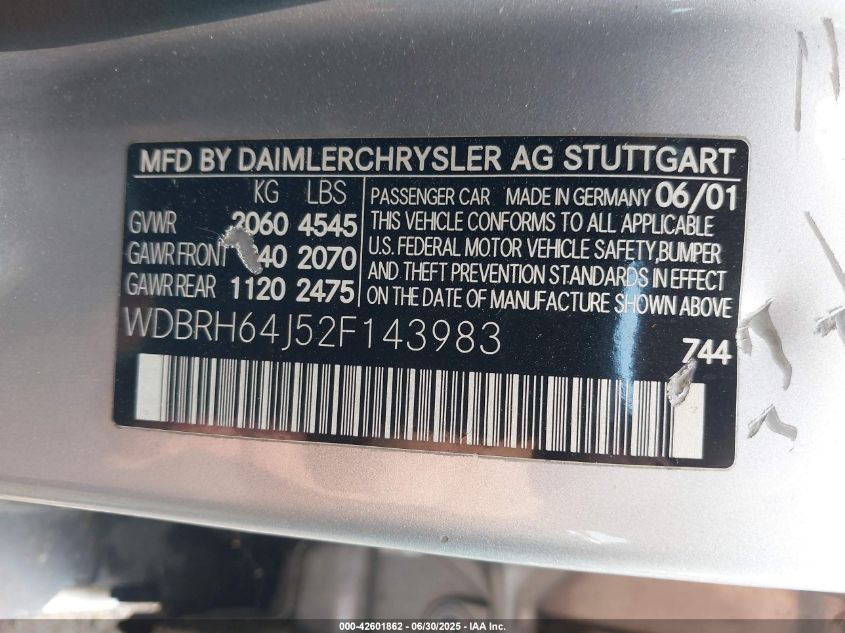 MFD BY DAIMLERCHRYSLER AG STUTTGART
KG LBS
GVWR 2060 4545
GAWR FRONT 40 2070
GAWR REAR 1120 2475
PASSENGER CAR MADE IN GERMANY 06/01
THIS VEHICLE CONFORMS TO ALL APPLICABLE
U.S. FEDERAL MOTOR VEHICLE SAFETY,BUMPER
AND THEFT PREVENTION STANDARDS IN EFFECT
ON THE DATE OF MANUFACTURE SHOWN ABOVE
WDBRH64J52F143983
744
000-42601862 - 06/30/2025 - IAA Inc.